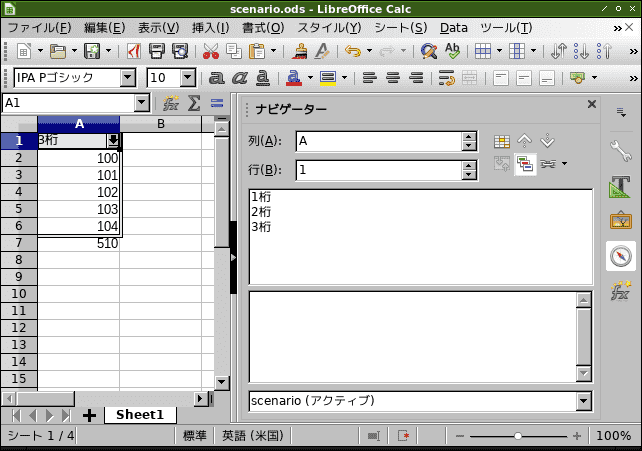 scenario.ods - LibreOffice Calc
ファイル(F) 編集(E) 表示(V) 挿入(I) 書式(O) スタイル(Y) シート(S) Data ツール(T) »
»
IPA Pゴシック 10 a a a a »
A1 fx Σ =
ナビゲーター
A B
1 3桁
2 100
3 101
4 102
5 103
6 104
7 510
8
9
10
11
12
13
14
15
列(A): A
行(B): 1
1桁
2桁
3桁
scenario (アクティブ)
Sheet1
シート 1 / 4 標準 英語 (米国) 100%